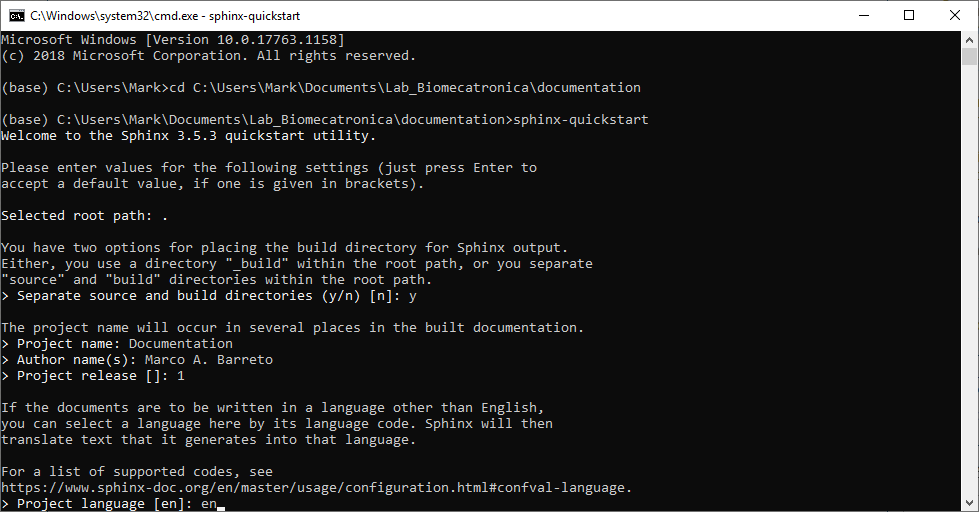 C:\Windows\system32\cmd.exe - sphinx-quickstart
Microsoft Windows [Version 10.0.17763.1158]
(c) 2018 Microsoft Corporation. All rights reserved.
(base) C:\Users\Mark>cd C:\Users\Mark\Documents\Lab_Biomecatronica\documentation
(base) C:\Users\Mark\Documents\Lab_Biomecatronica\documentation>sphinx-quickstart
Welcome to the Sphinx 3.5.3 quickstart utility.
Please enter values for the following settings (just press Enter to
accept a default value, if one is given in brackets).
Selected root path: .
You have two options for placing the build directory for Sphinx output.
Either, you use a directory "_build" within the root path, or you separate
"source" and "build" directories within the root path.
> Separate source and build directories (y/n) [n]: y
The project name will occur in several places in the built documentation.
> Project name: Documentation
> Author name(s): Marco A. Barreto
> Project release []: 1
If the documents are to be written in a language other than English,
you can select a language here by its language code. Sphinx will then
translate text that it generates into that language.
For a list of supported codes, see
https://www.sphinx-doc.org/en/master/usage/configuration.html#confval-language.
> Project language [en]: en